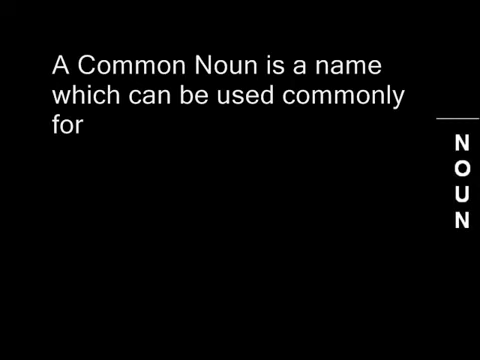 A Common Noun is a name
which can be used commonly
for
N
O
U
N